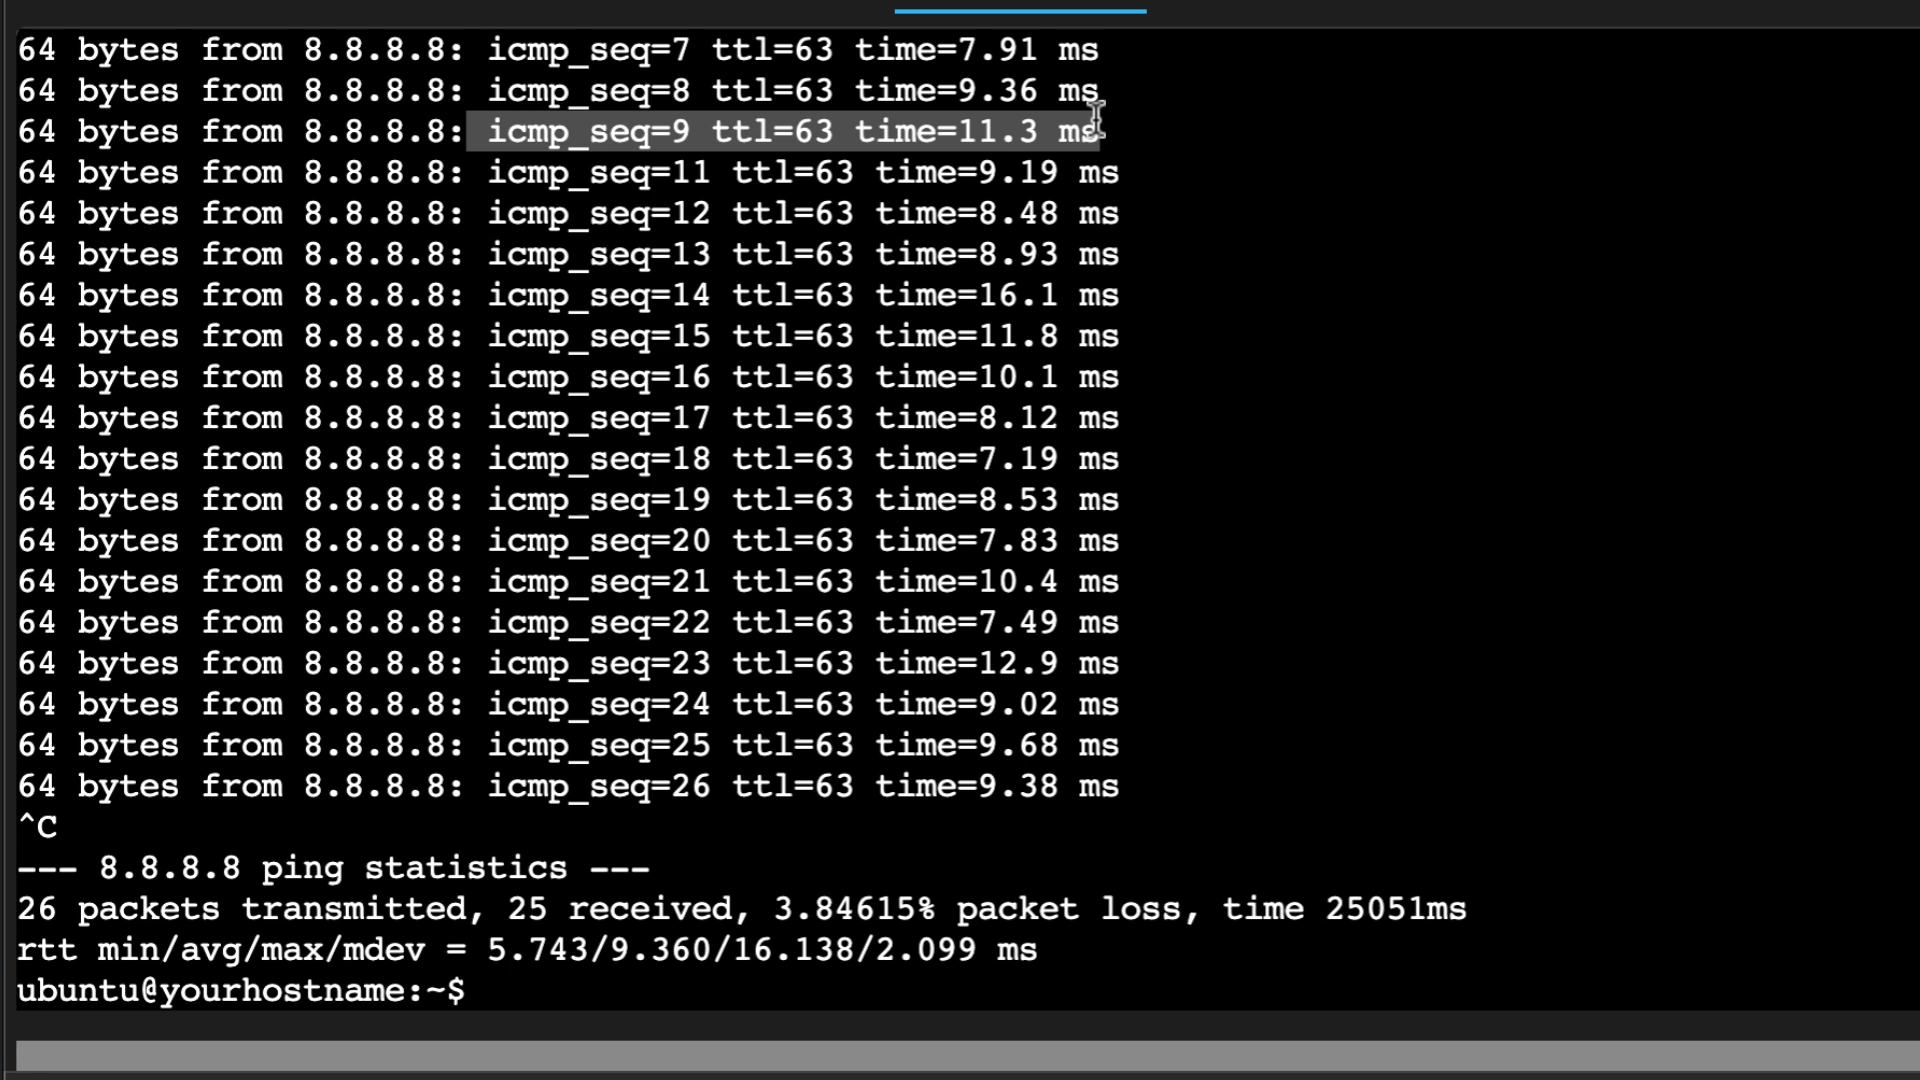 64 bytes from 8.8.8.8: icmp_seq=7 ttl=63 time=7.91 ms
64 bytes from 8.8.8.8: icmp_seq=8 ttl=63 time=9.36 ms
64 bytes from 8.8.8.8: icmp_seq=9 ttl=63 time=11.3 ms
64 bytes from 8.8.8.8: icmp_seq=11 ttl=63 time=9.19 ms
64 bytes from 8.8.8.8: icmp_seq=12 ttl=63 time=8.48 ms
64 bytes from 8.8.8.8: icmp_seq=13 ttl=63 time=8.93 ms
64 bytes from 8.8.8.8: icmp_seq=14 ttl=63 time=16.1 ms
64 bytes from 8.8.8.8: icmp_seq=15 ttl=63 time=11.8 ms
64 bytes from 8.8.8.8: icmp_seq=16 ttl=63 time=10.1 ms
64 bytes from 8.8.8.8: icmp_seq=17 ttl=63 time=8.12 ms
64 bytes from 8.8.8.8: icmp_seq=18 ttl=63 time=7.19 ms
64 bytes from 8.8.8.8: icmp_seq=19 ttl=63 time=8.53 ms
64 bytes from 8.8.8.8: icmp_seq=20 ttl=63 time=7.83 ms
64 bytes from 8.8.8.8: icmp_seq=21 ttl=63 time=10.4 ms
64 bytes from 8.8.8.8: icmp_seq=22 ttl=63 time=7.49 ms
64 bytes from 8.8.8.8: icmp_seq=23 ttl=63 time=12.9 ms
64 bytes from 8.8.8.8: icmp_seq=24 ttl=63 time=9.02 ms
64 bytes from 8.8.8.8: icmp_seq=25 ttl=63 time=9.68 ms
64 bytes from 8.8.8.8: icmp_seq=26 ttl=63 time=9.38 ms
^C
--- 8.8.8.8 ping statistics ---
26 packets transmitted, 25 received, 3.84615% packet loss, time 25051ms
rtt min/avg/max/mdev = 5.743/9.360/16.138/2.099 ms
ubuntu@yourhostname:~$